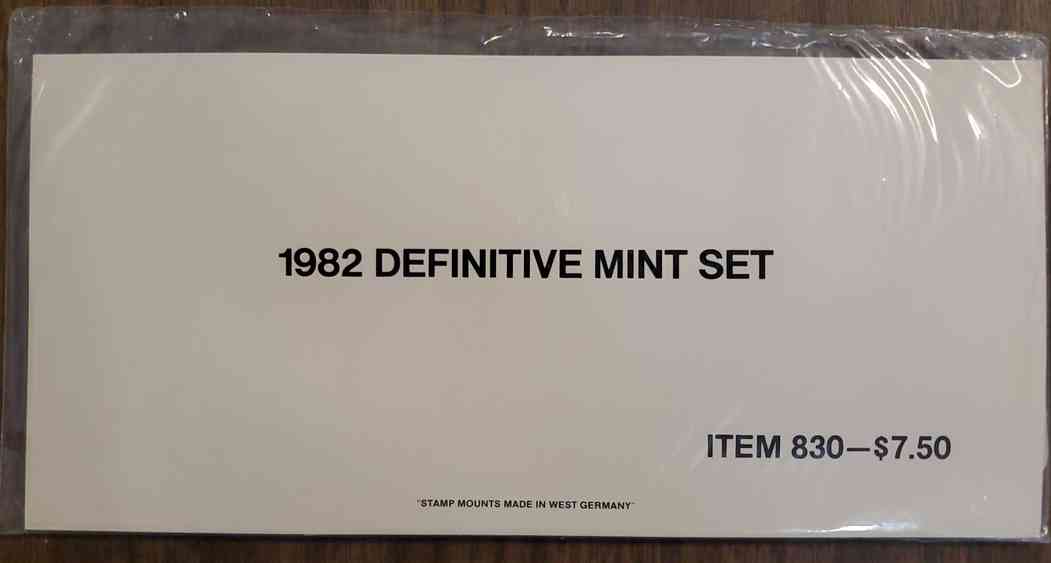 1982 DEFINITIVE MINT SET
ITEM 830—$7.50
"STAMP MOUNTS MADE IN WEST GERMANY"